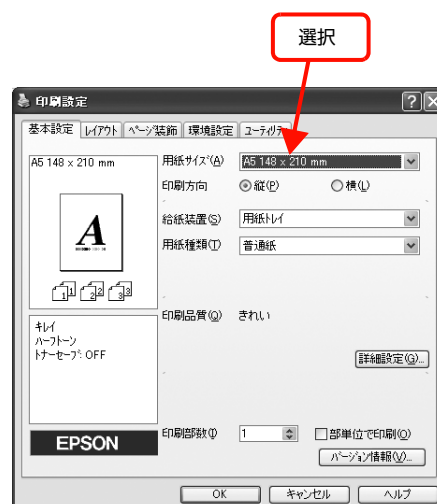 選択
印刷設定
基本設定 レイアウト ページ装飾 環境設定 ユーティリティ
A5 148 x 210 mm
用紙サイズ(A) A5 148 x 210 mm
印刷方向 縦(P) 横(L)
給紙装置(S) 用紙トレイ
用紙種類(T) 普通紙
A
1 1 2 2 3 3
印刷品質(Q) きれい
キレイ
ハーフトーン
トナーセーブ: OFF
詳細設定(G)...
EPSON
印刷部数(I) 1 部単位で印刷(O)
バージョン情報(V)...
OK キャンセル ヘルプ